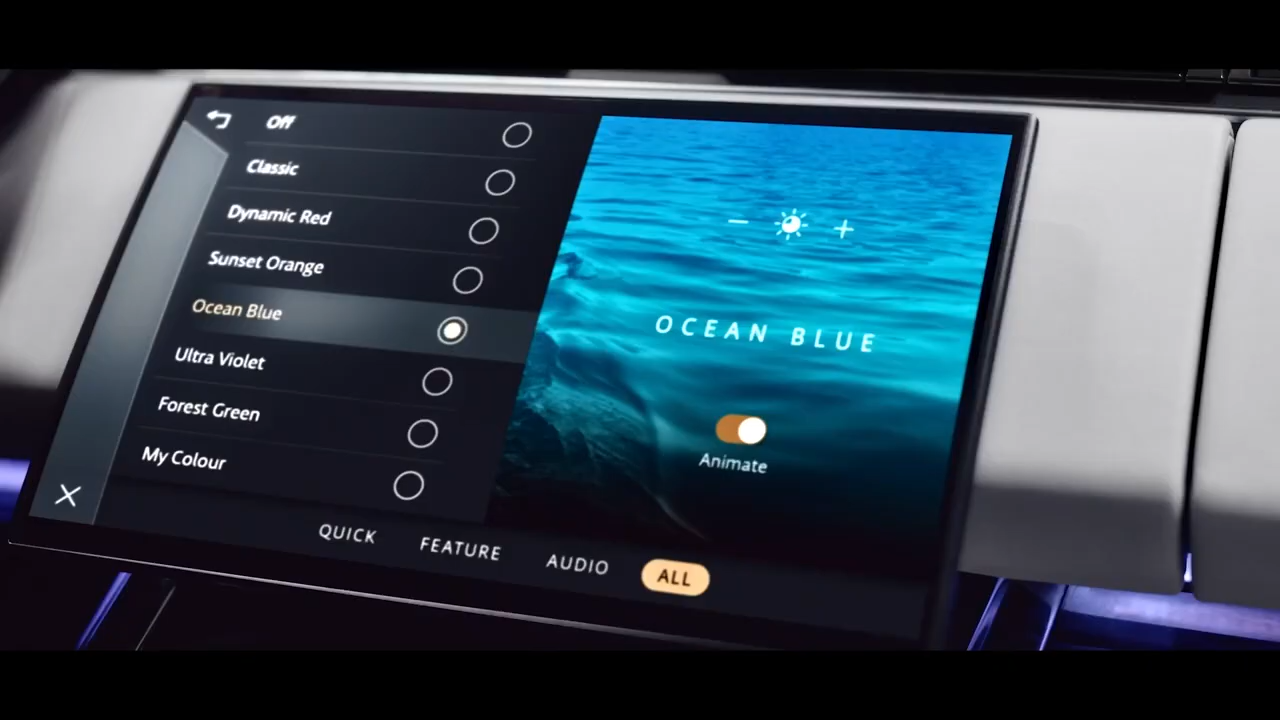 Off
Classic
Dynamic Red
Sunset Orange
Ocean Blue
Ultra Violet
Forest Green
My Colour
OCEAN BLUE
Animate
QUICK
FEATURE
AUDIO
ALL